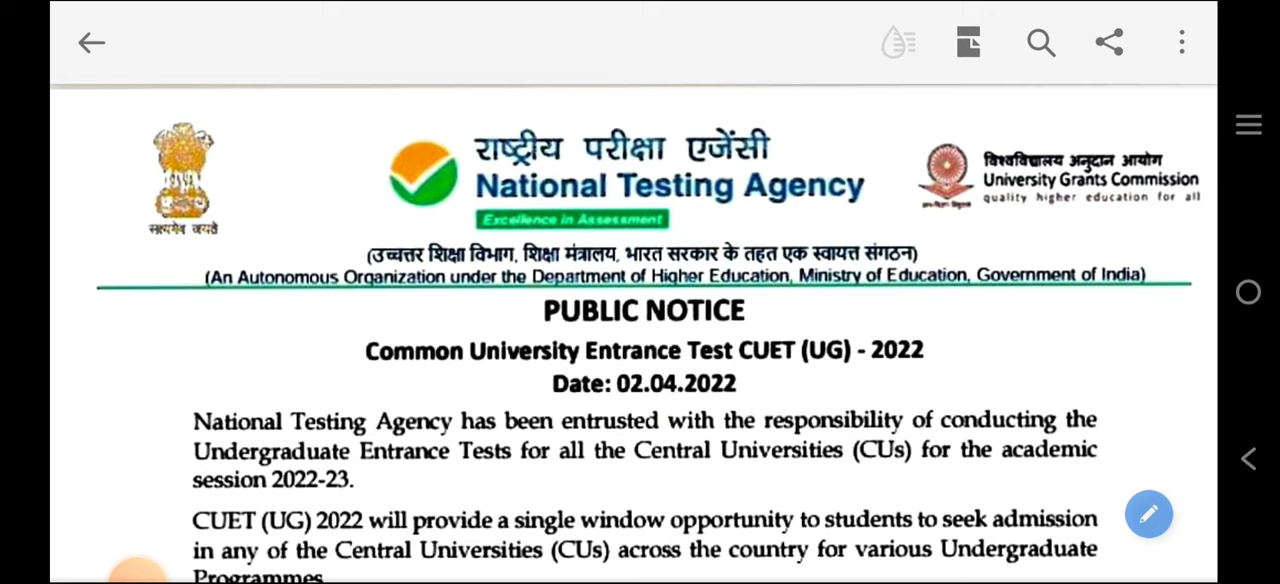 सत्यमेव जयते
राष्ट्रीय परीक्षा एजेंसी
National Testing Agency
Excellence in Assessment
विश्वविद्यालय अनुदान आयोग
University Grants Commission
quality higher education for all
(उच्चतर शिक्षा विभाग, शिक्षा मंत्रालय, भारत सरकार के तहत एक स्वायत्त संगठन)
(An Autonomous Organization under the Department of Higher Education, Ministry of Education, Government of India)
PUBLIC NOTICE
Common University Entrance Test CUET (UG) - 2022
Date: 02.04.2022
National Testing Agency has been entrusted with the responsibility of conducting the
Undergraduate Entrance Tests for all the Central Universities (CUs) for the academic
session 2022-23.
CUET (UG) 2022 will provide a single window opportunity to students to seek admission
in any of the Central Universities (CUs) across the country for various Undergraduate
Programmes